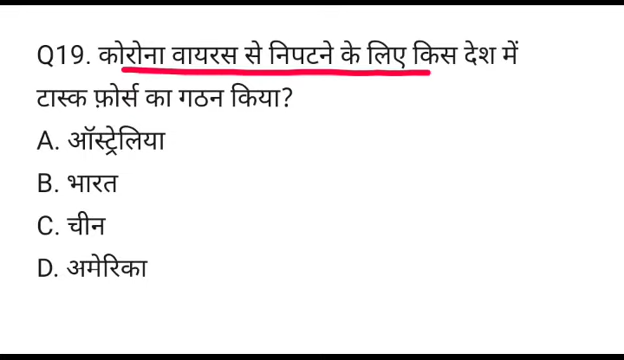 Q19. कोरोना वायरस से निपटने के लिए किस देश में
टास्क फ़ोर्स का गठन किया?
A. ऑस्ट्रेलिया
B. भारत
C. चीन
D. अमेरिका